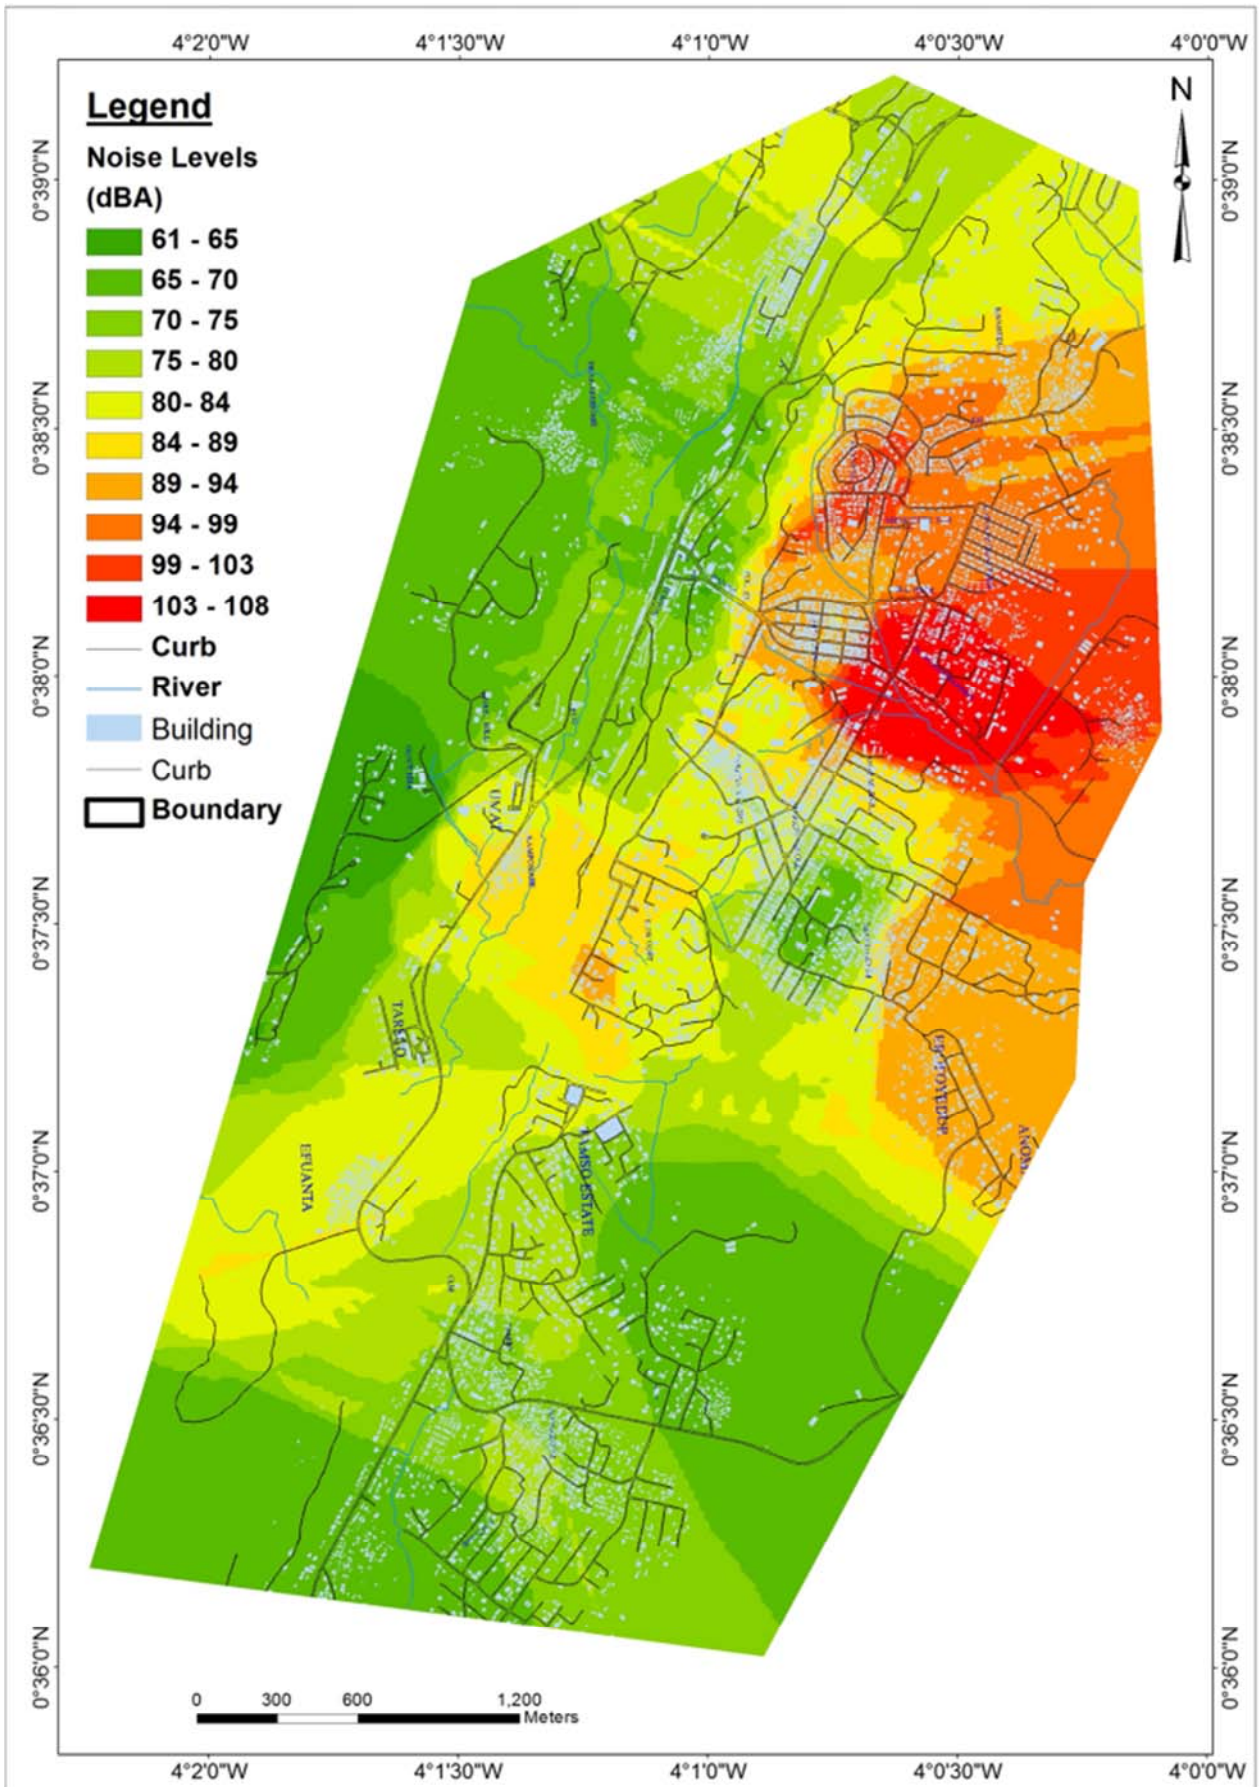 4°2'0"W 4°1'30"W 4°1'0"W 4°0'30"W 4°0'0"W
N
Legend
Noise Levels
(dBA)
61 - 65
65 - 70
70 - 75
75 - 80
80- 84
84 - 89
89 - 94
94 - 99
99 - 103
103 - 108
Curb
River
Building
Curb
Boundary
0°39'0"N
0°38'30"N
0°38'0"N
0°37'30"N
0°37'0"N
0°36'30"N
0°36'0"N
0°39'0"N
0°38'30"N
0°38'0"N
0°37'30"N
0°37'0"N
0°36'30"N
0°36'0"N
EFUANTA
TAMSO ESTATE
0 300 600 1,200
Meters
4°2'0"W 4°1'30"W 4°1'0"W 4°0'30"W 4°0'0"W